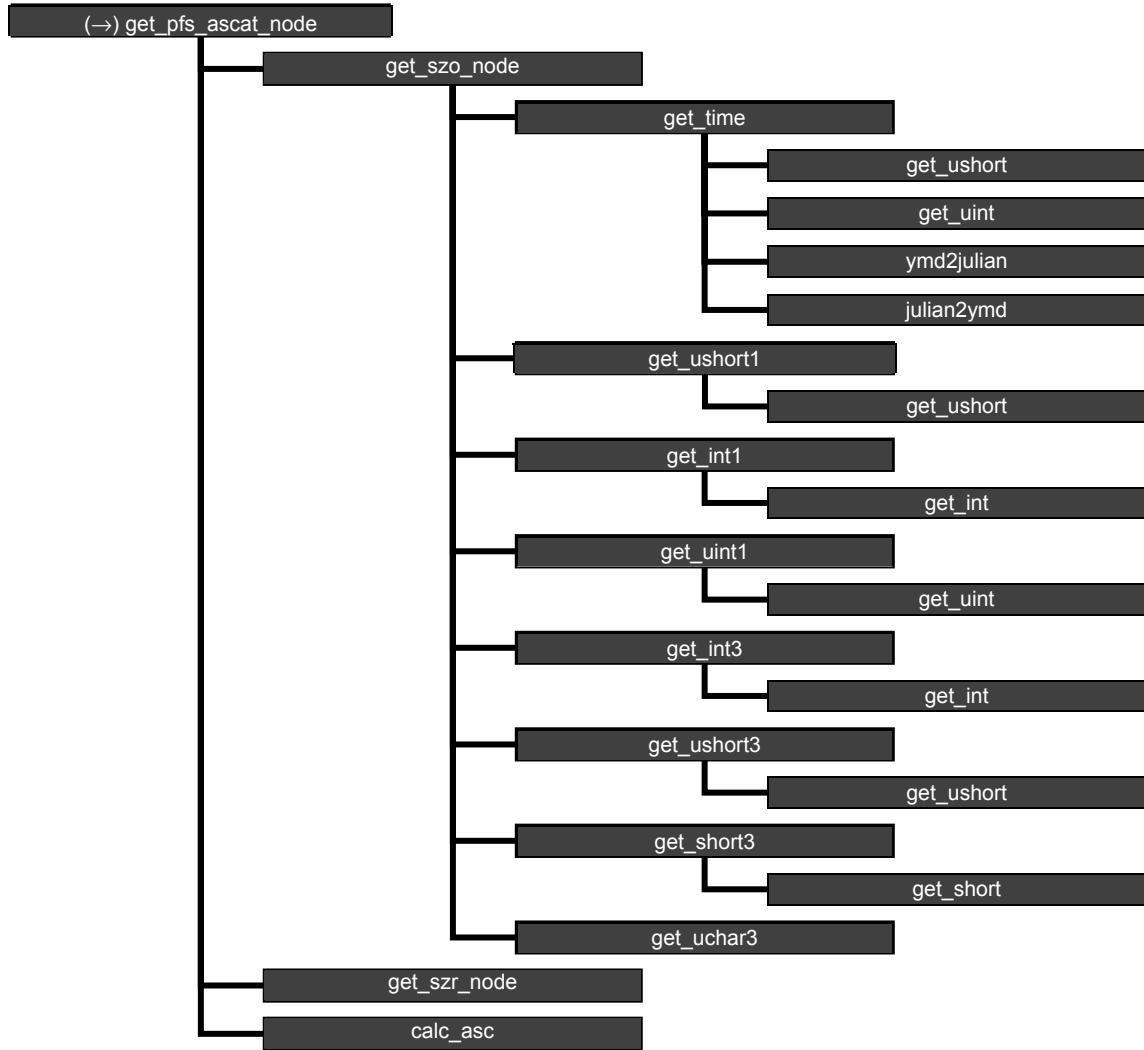 (→) get_pfs_ascat_node
get_szo_node
get_time
get_ushort
get_uint
ymd2julian
julian2ymd
get_ushort1
get_ushort
get_int1
get_int
get_uint1
get_uint
get_int3
get_int
get_ushort3
get_ushort
get_short3
get_short
get_uchar3
get_szr_node
calc_asc